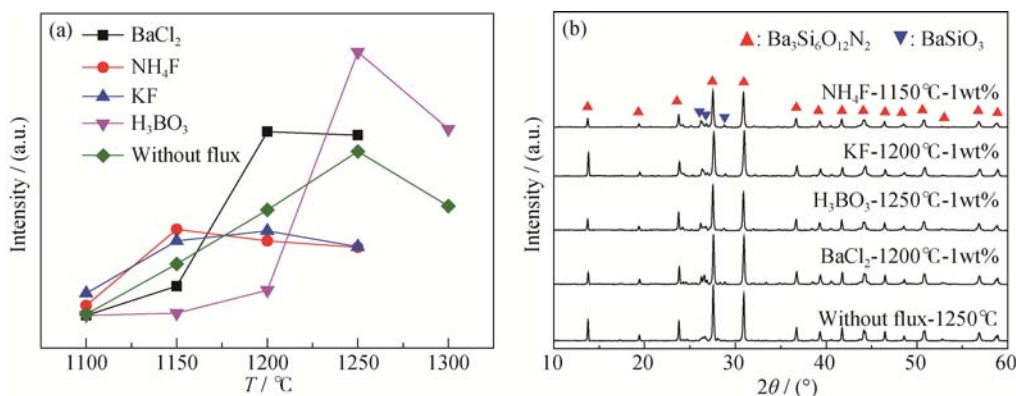 (a)
BaCl₂
NH₄F
KF
H₃BO₃
Without flux
Intensity / (a.u.)
1100 1150 1200 1250 1300
T / °C
(b)
: Ba₃Si₆O₁₂N₂ : BaSiO₃
NH₄F-1150°C-1wt%
KF-1200°C-1wt%
H₃BO₃-1250°C-1wt%
BaCl₂-1200°C-1wt%
Without flux-1250°C
Intensity / (a.u.)
10 20 30 40 50 60
2θ / (°)